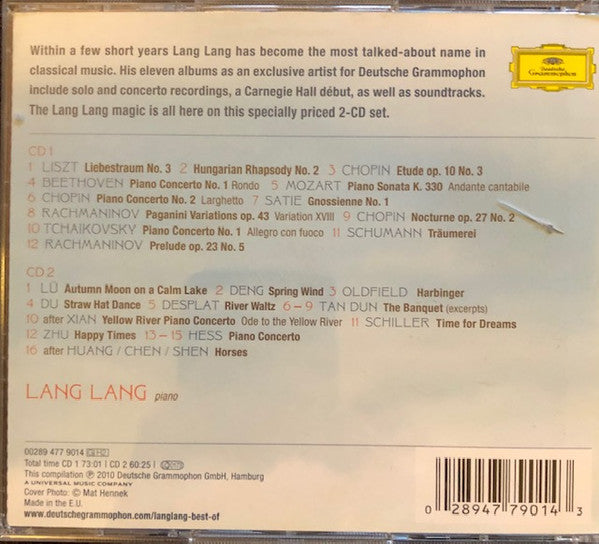 Within a few short years Lang Lang has become the most talked-about name in
classical music. His eleven albums as an exclusive artist for Deutsche Grammophon
include solo and concerto recordings, a Carnegie Hall début, as well as soundtracks.
The Lang Lang magic is all here on this specially priced 2-CD set.
Deutsche
Grammophon
CD 1
1 LISZT Liebestraum No. 3 2 Hungarian Rhapsody No. 2 3 CHOPIN Etude op. 10 No. 3
4 BEETHOVEN Piano Concerto No. 1 Rondo 5 MOZART Piano Sonata K. 330 Andante cantabile
6 CHOPIN Piano Concerto No. 2 Larghetto 7 SATIE Gnossienne No. 1
8 RACHMANINOV Paganini Variations op. 43 Variation XVIII 9 CHOPIN Nocturne op. 27 No. 2
10 TCHAIKOVSKY Piano Concerto No. 1 Allegro con fuoco 11 SCHUMANN Träumerei
12 RACHMANINOV Prelude op. 23 No. 5
CD 2
1 LÜ Autumn Moon on a Calm Lake 2 DENG Spring Wind 3 OLDFIELD Harbinger
4 DU Straw Hat Dance 5 DESPLAT River Waltz 6–9 TAN DUN The Banquet (excerpts)
10 after XIAN Yellow River Piano Concerto Ode to the Yellow River 11 SCHILLER Time for Dreams
12 ZHU Happy Times 13–15 HESS Piano Concerto
16 after HUANG / CHEN / SHEN Horses
LANG LANG piano
00289 477 9014 GH2
Total time CD 1 73:01 | CD 2 60:25 |
This compilation ℗ 2010 Deutsche Grammophon GmbH, Hamburg
A UNIVERSAL MUSIC COMPANY
Cover Photo: © Mat Hennek
Made in the E.U.
www.deutschegrammophon.com/langlang-best-of
0 28947 79014 3